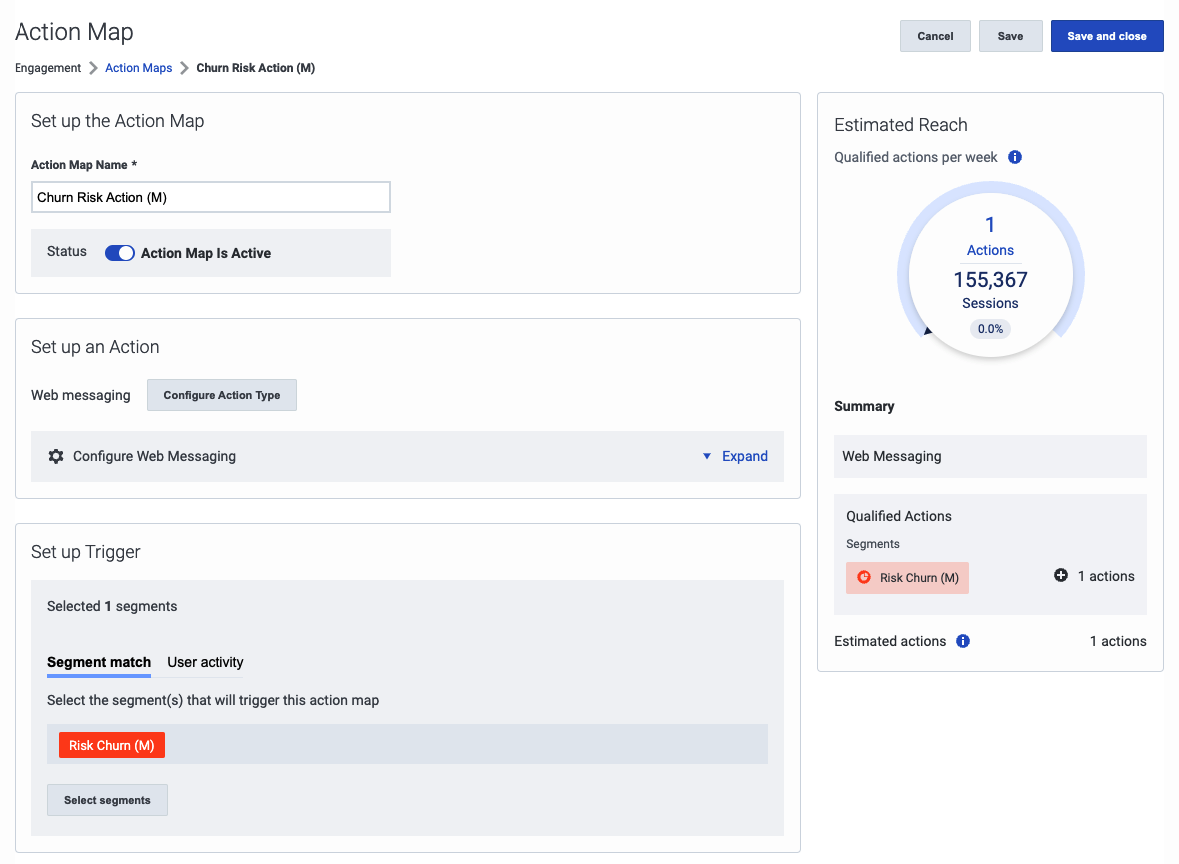 Action Map
Cancel
Save
Save and close
Engagement
Action Maps
Churn Risk Action (M)
Set up the Action Map
Action Map Name *
Churn Risk Action (M)
Status
Action Map Is Active
Set up an Action
Web messaging
Configure Action Type
Configure Web Messaging
Expand
Set up Trigger
Selected 1 segments
Segment match
User activity
Select the segment(s) that will trigger this action map
Risk Churn (M)
Select segments
Estimated Reach
Qualified actions per week
1
Actions
155,367
Sessions
0.0%
Summary
Web Messaging
Qualified Actions
Segments
Risk Churn (M)
1 actions
Estimated actions
1 actions